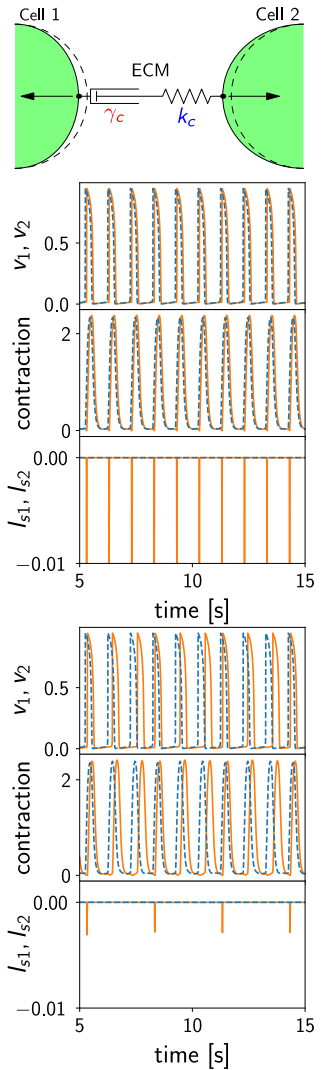 Cell 1 Cell 2
ECM
γc kc
v1, v2
0.5
0.0
contraction
2
0
Is1, Is2
0.00
−0.01
5 10 15
time [s]
v1, v2
0.5
0.0
contraction
2
0
Is1, Is2
0.00
−0.01
5 10 15
time [s]